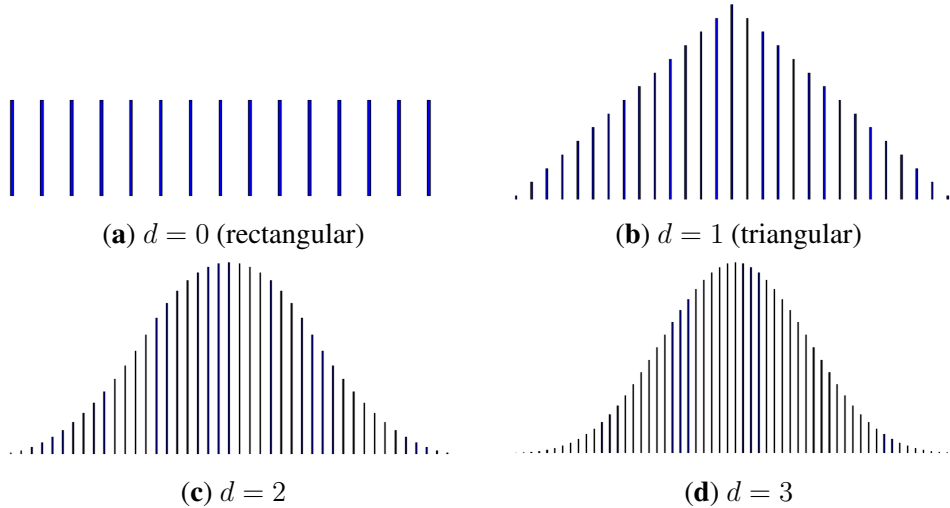 (a) d = 0 (rectangular)
(b) d = 1 (triangular)
(c) d = 2
(d) d = 3